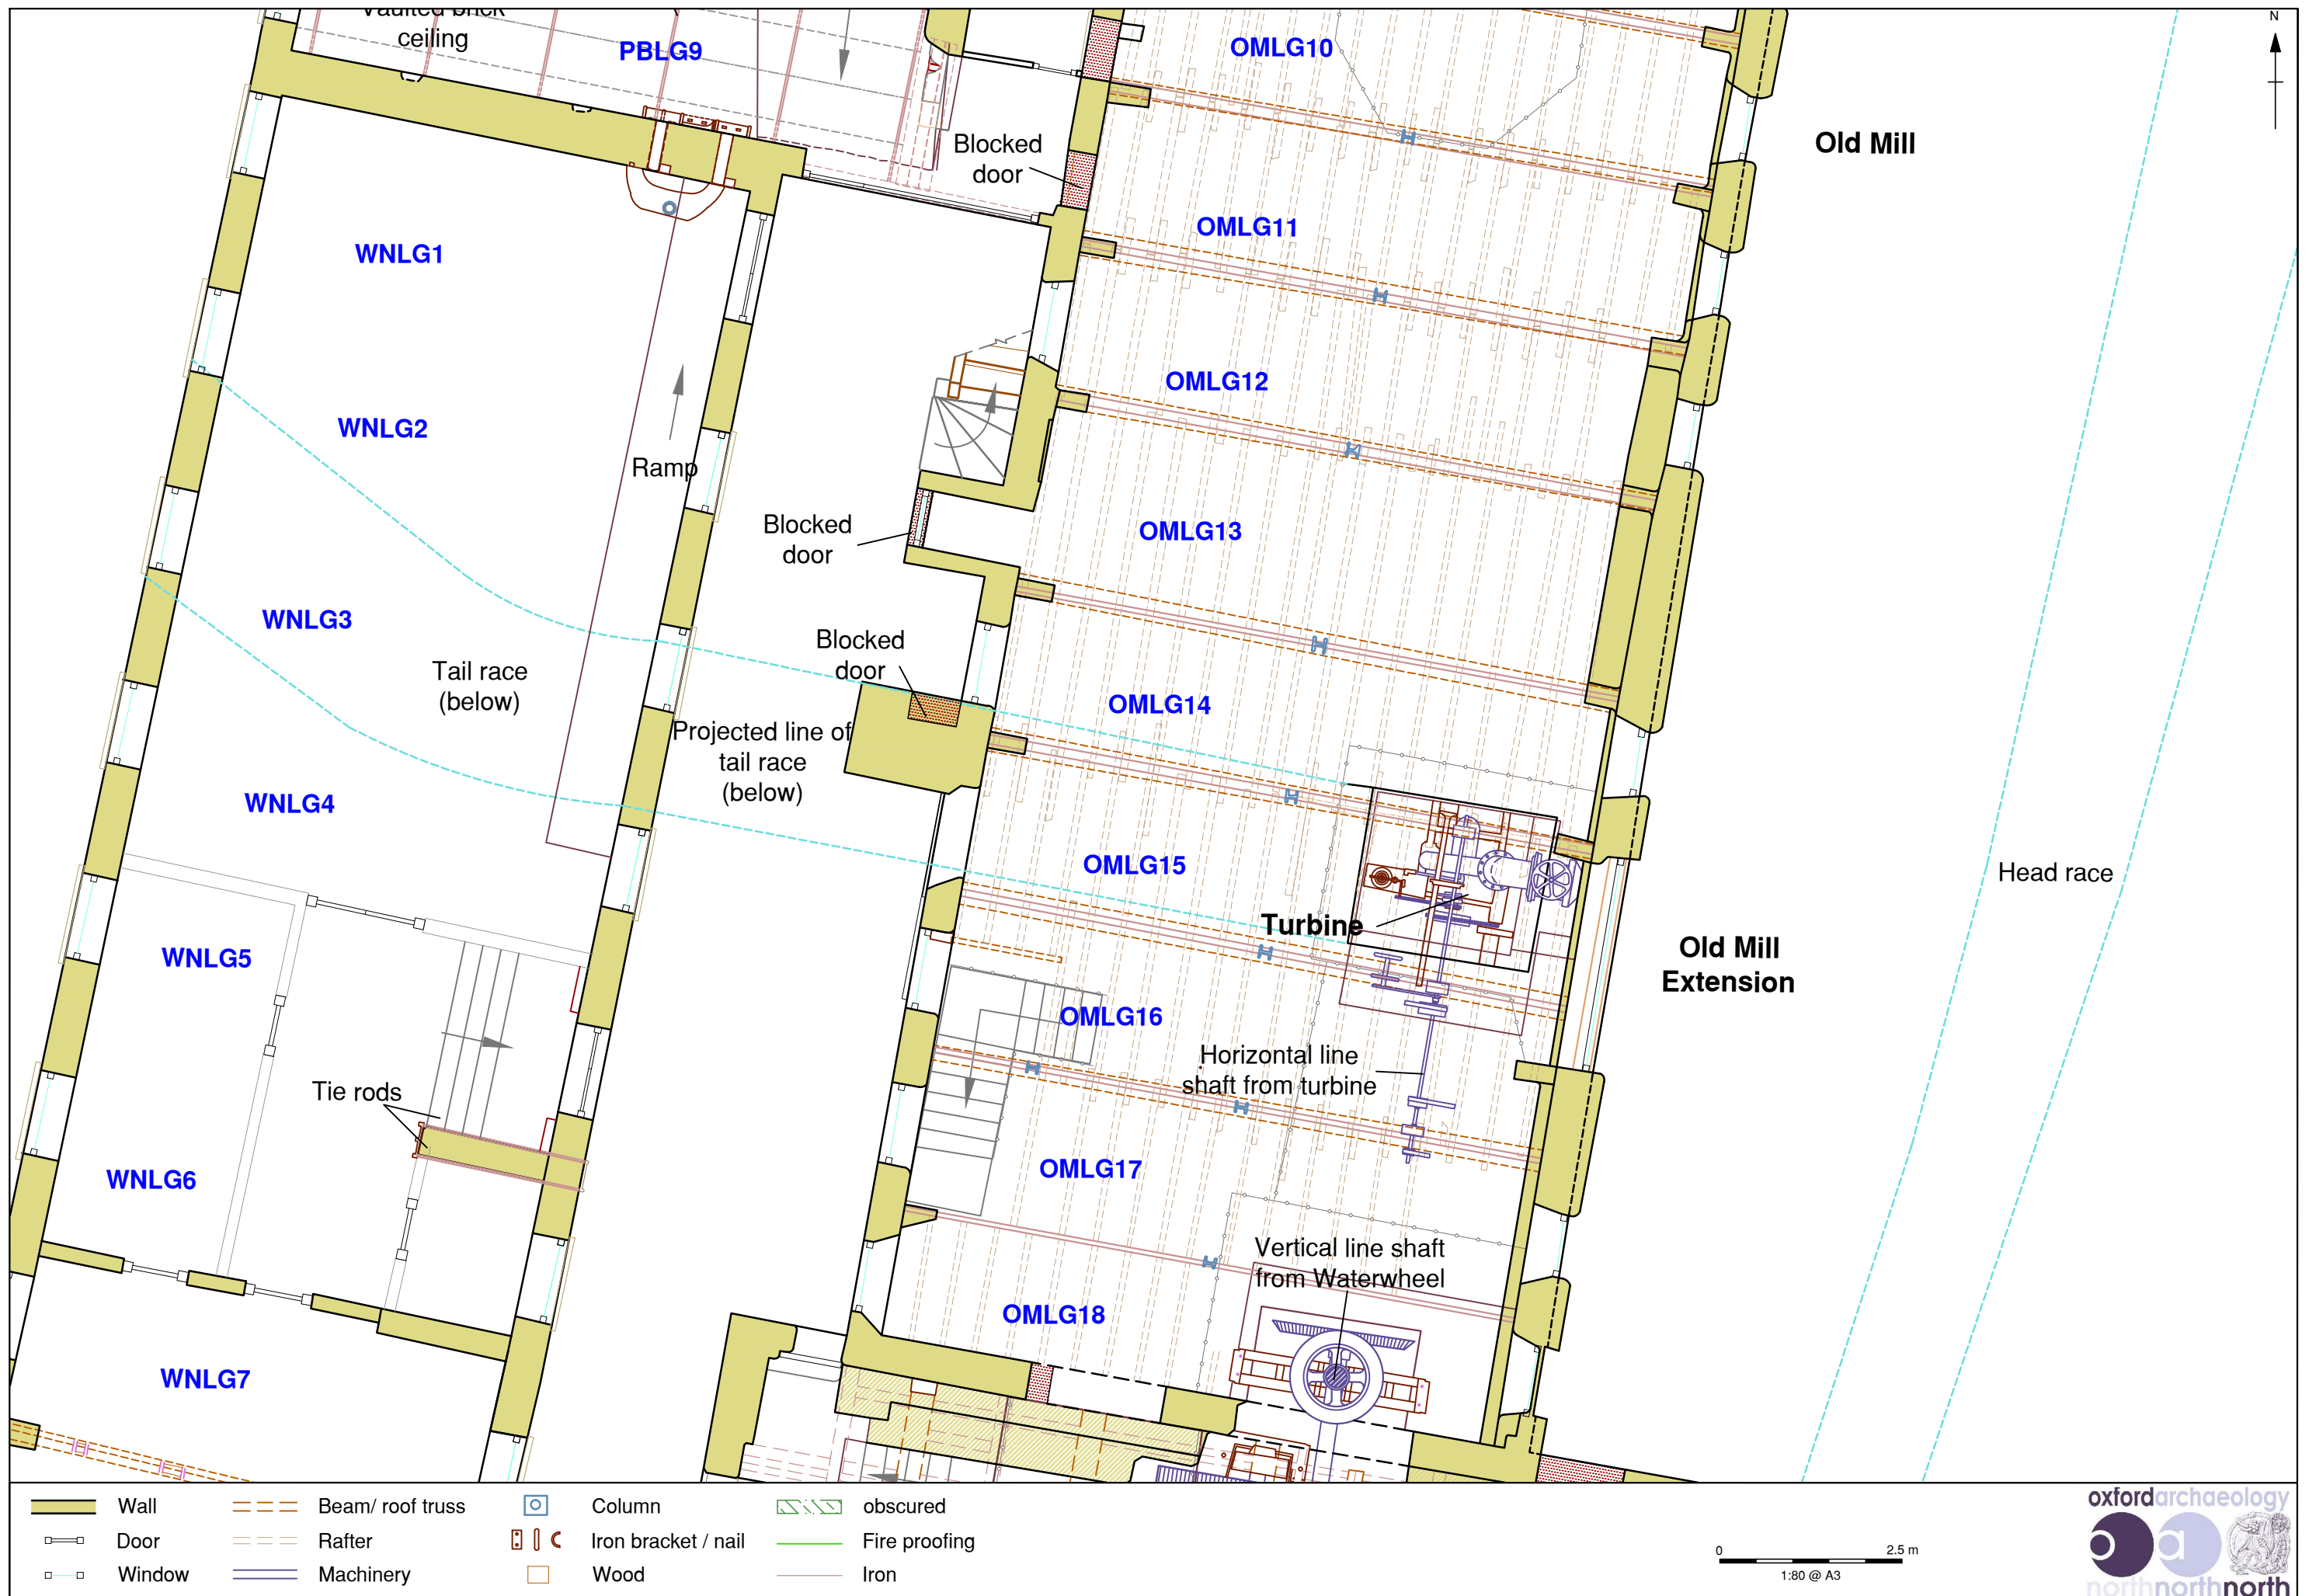 Vaulted brick
ceiling
PBLG9
OMLG10
N
Old Mill
Blocked
door
OMLG11
WNLG1
OMLG12
WNLG2
Ramp
Blocked
door
OMLG13
WNLG3
Blocked
door
Tail race
(below)
OMLG14
Projected line of
tail race
(below)
WNLG4
OMLG15
Head race
Turbine
Old Mill
Extension
WNLG5
OMLG16
Horizontal line
shaft from turbine
Tie rods
OMLG17
WNLG6
Vertical line shaft
from Waterwheel
OMLG18
WNLG7
Wall
Door
Window
Beam/ roof truss
Rafter
Machinery
Column
Iron bracket / nail
Wood
obscured
Fire proofing
Iron
0 2.5 m
1:80 @ A3
oxfordarchaeology
oa
northnorthnorth